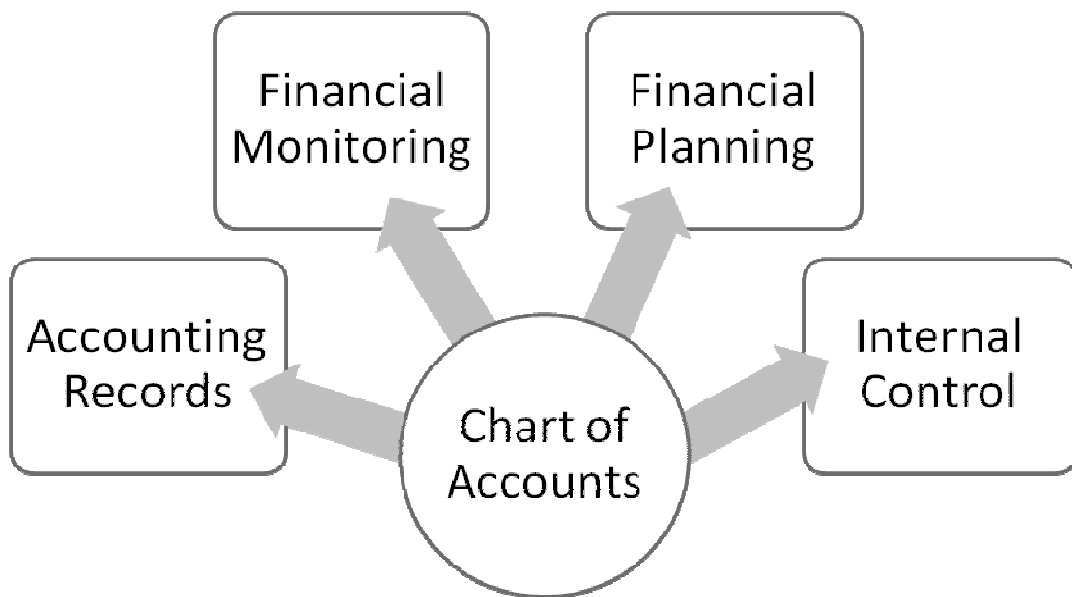 Financial
Monitoring
Financial
Planning
Accounting
Records
Internal
Control
Chart of
Accounts